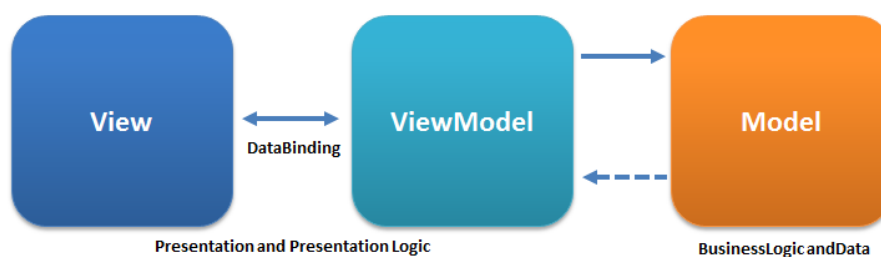 View
ViewModel
Model
DataBinding
Presentation and Presentation Logic
BusinessLogic andData